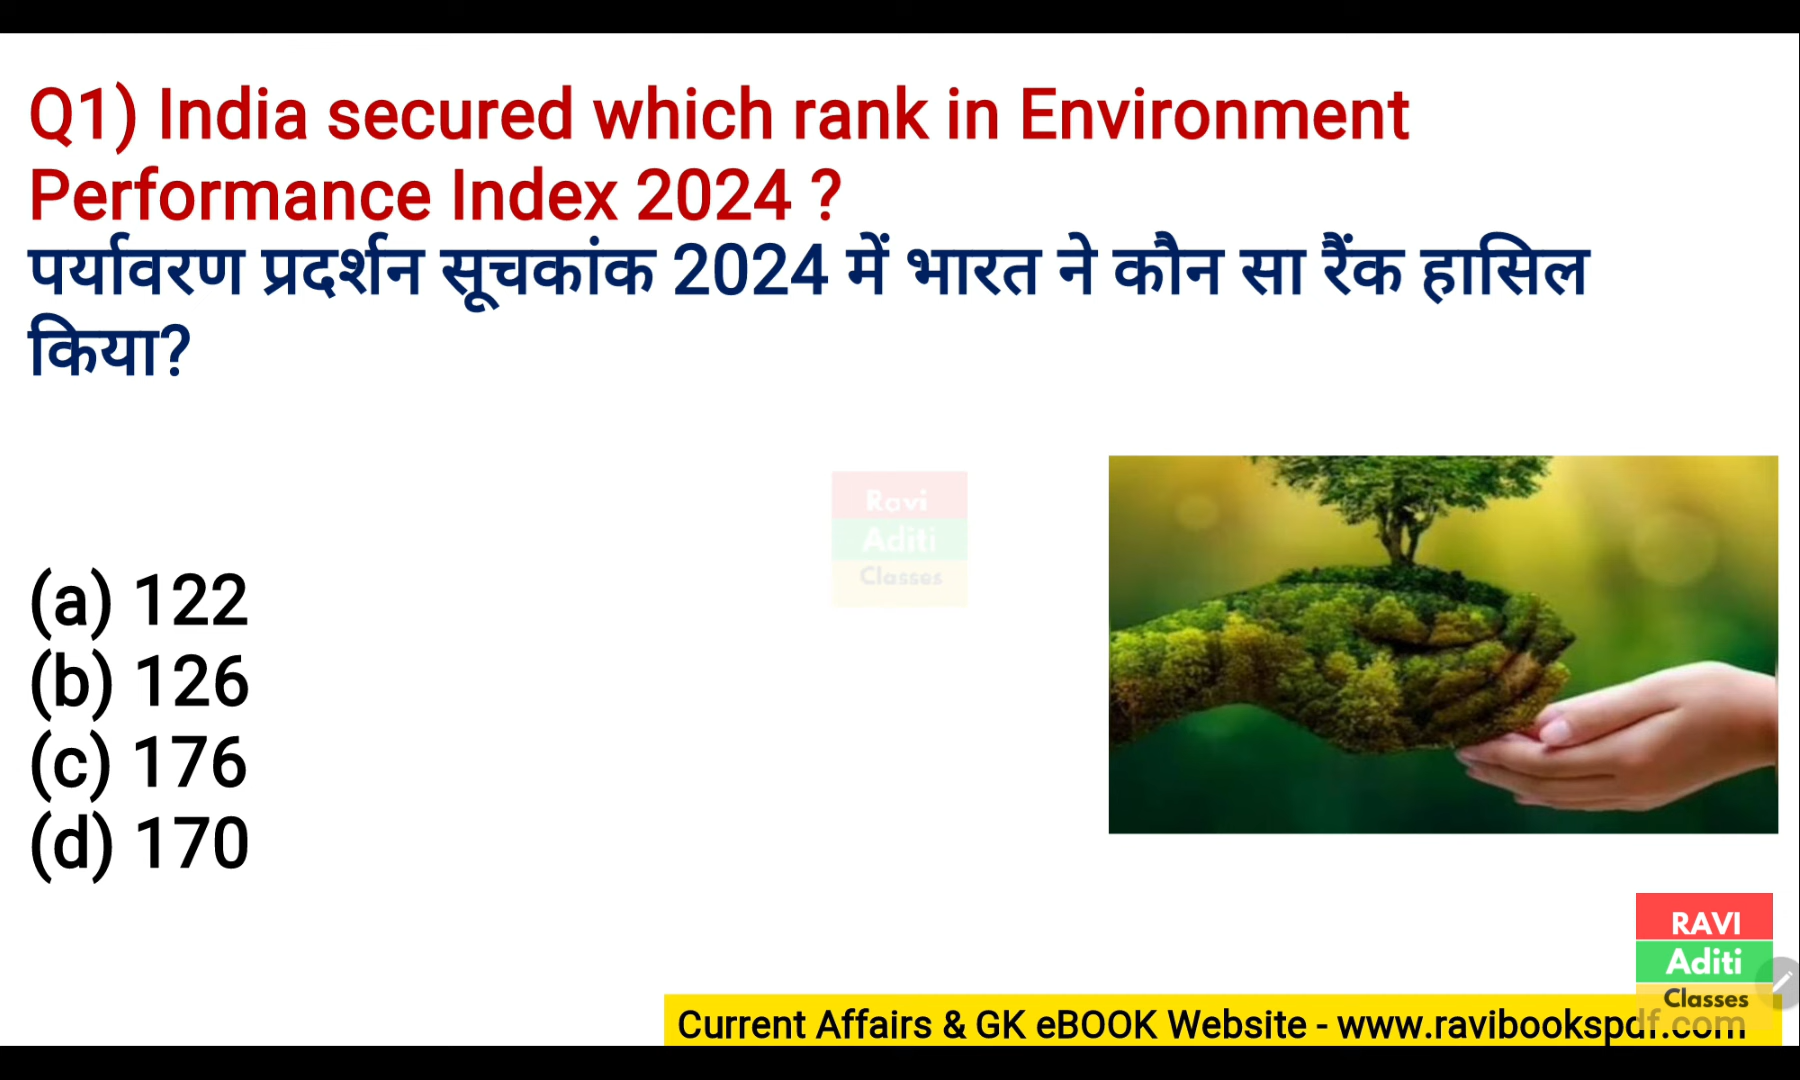 Q1) India secured which rank in Environment
Performance Index 2024 ?
पर्यावरण प्रदर्शन सूचकांक 2024 में भारत ने कौन सा रैंक हासिल
किया?
Ravi
Aditi
Classes
(a) 122
(b) 126
(c) 176
(d) 170
RAVI
Aditi
Classes
Current Affairs & GK eBOOK Website - www.ravibookspdf.com